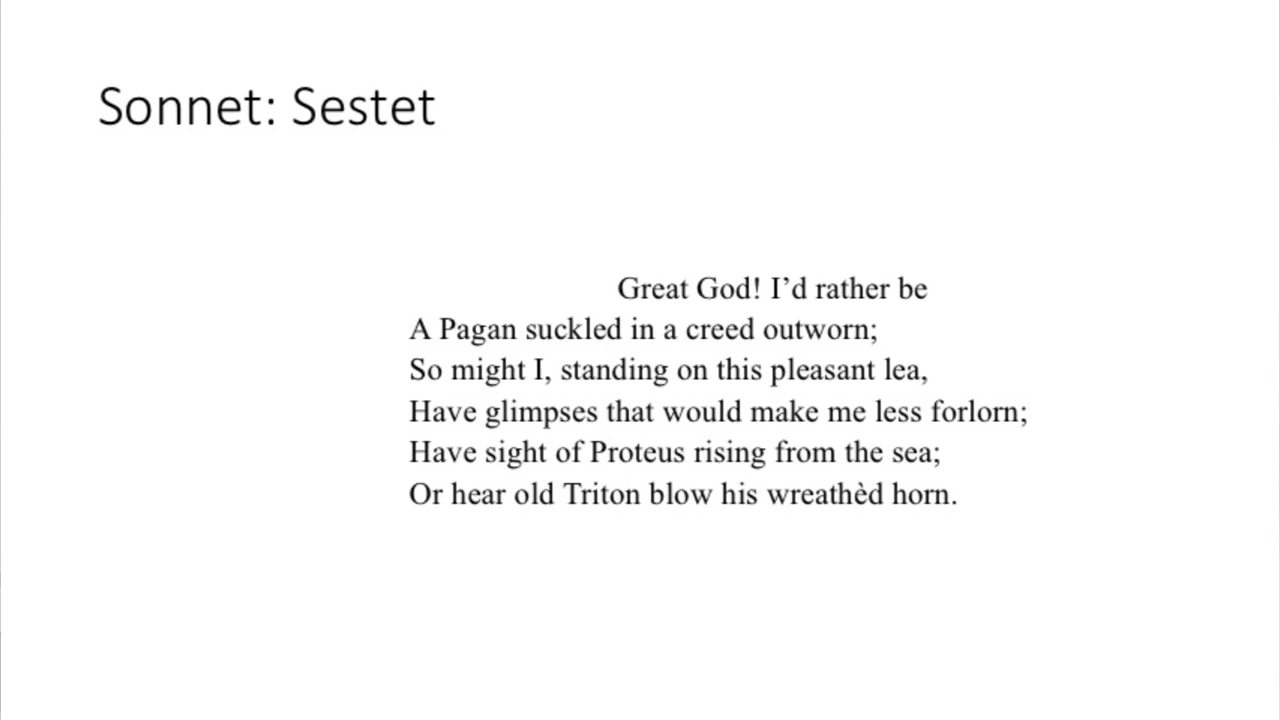 Sonnet: Sestet
Great God! I’d rather be
A Pagan suckled in a creed outworn;
So might I, standing on this pleasant lea,
Have glimpses that would make me less forlorn;
Have sight of Proteus rising from the sea;
Or hear old Triton blow his wreathèd horn.